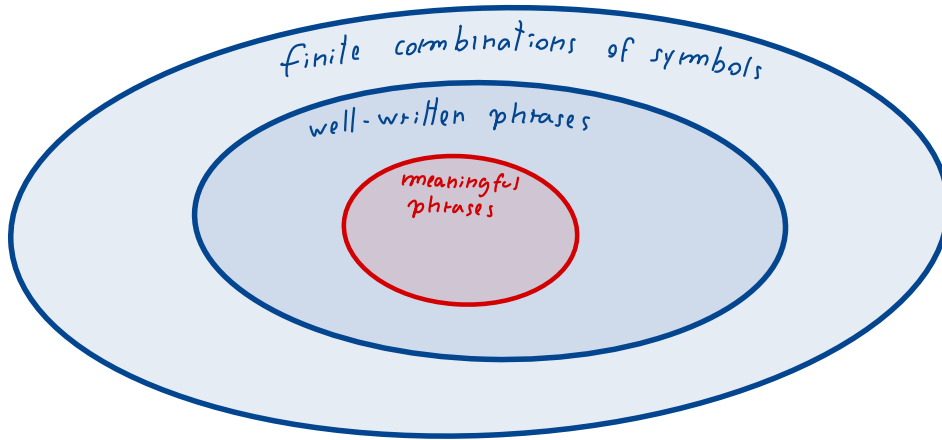 finite combinations of symbols
well-written phrases
meaningful
phrases